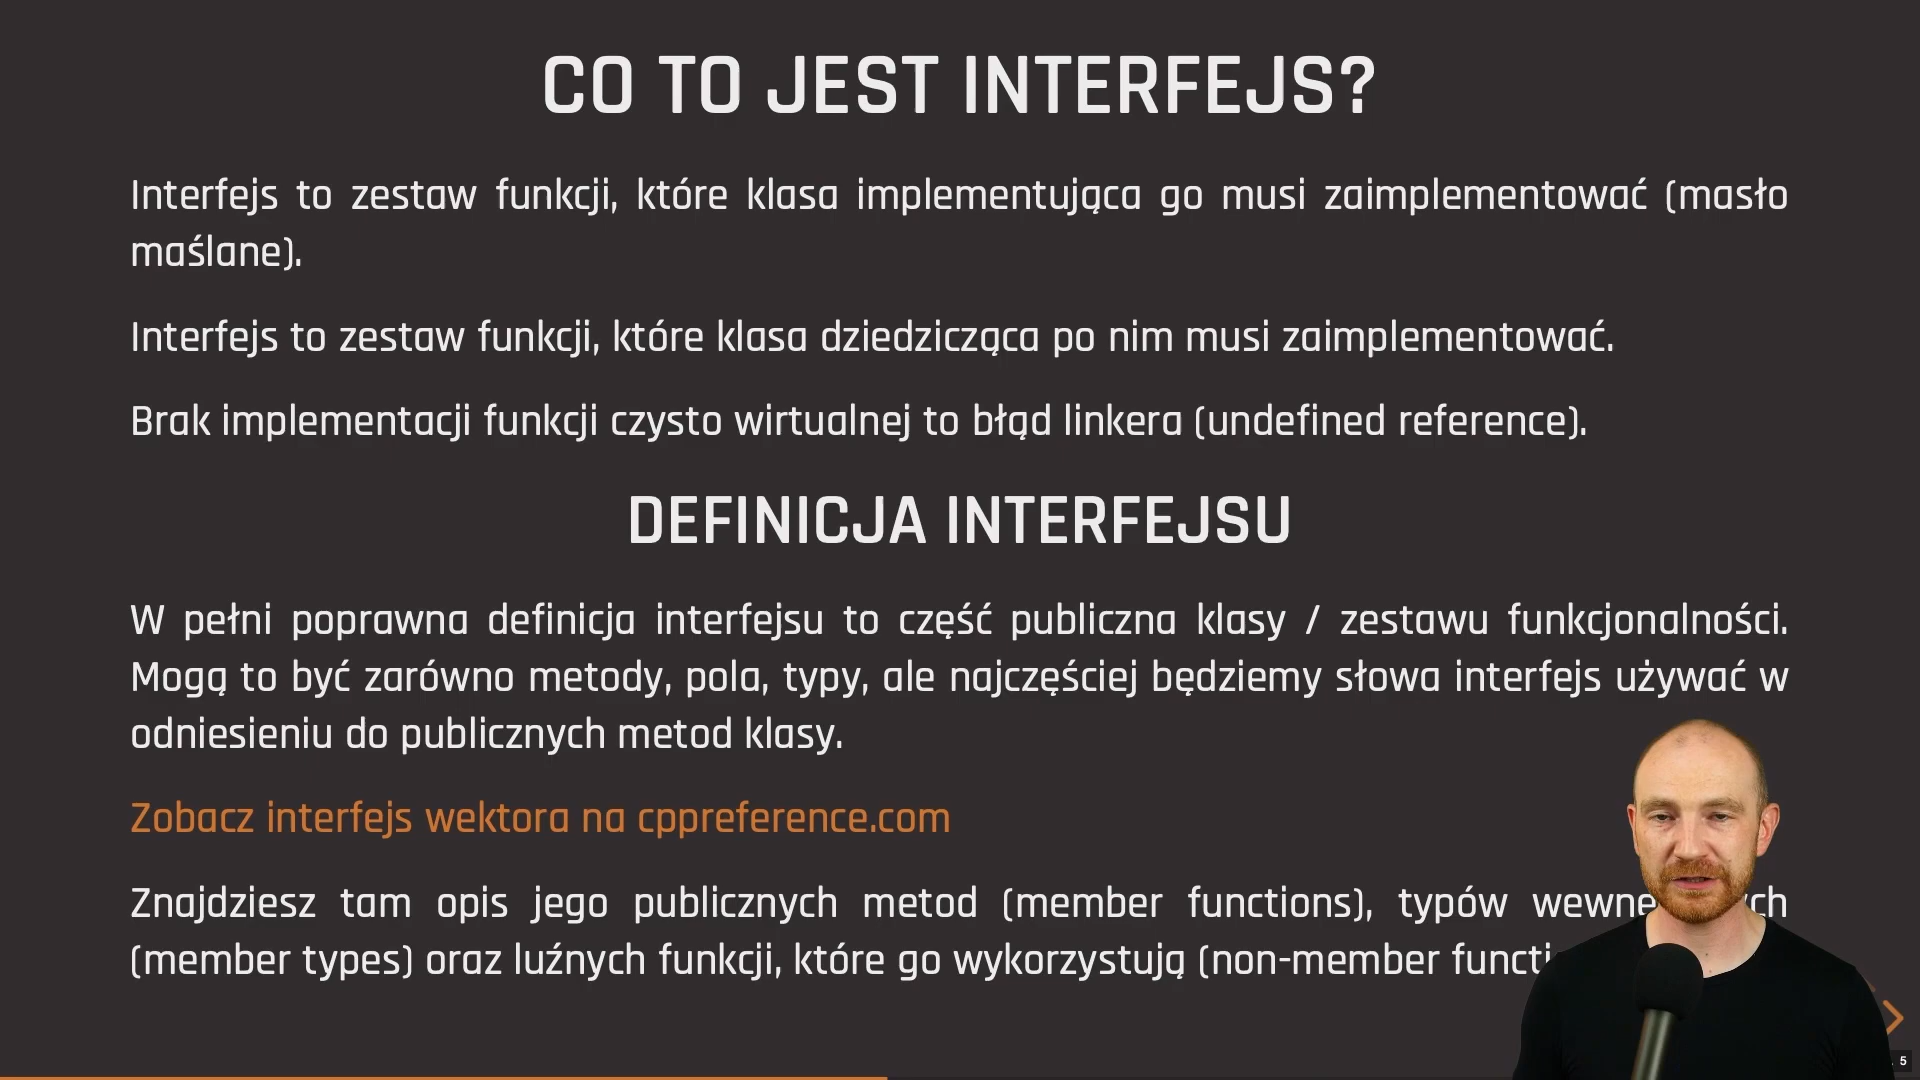 CO TO JEST INTERFEJS?
Interfejs to zestaw funkcji, które klasa implementująca go musi zaimplementować (masło
maślane).
Interfejs to zestaw funkcji, które klasa dziedzicząca po nim musi zaimplementować.
Brak implementacji funkcji czysto wirtualnej to błąd linkera (undefined reference).
DEFINICJA INTERFEJSU
W pełni poprawna definicja interfejsu to część publiczna klasy / zestawu funkcjonalności.
Mogą to być zarówno metody, pola, typy, ale najczęściej będziemy słowa interfejs używać w
odniesieniu do publicznych metod klasy.
Zobacz interfejs wektora na cppreference.com
Znajdziesz tam opis jego publicznych metod (member functions), typów
(member types) oraz luźnych funkcji, które go wykorzystują (non-member
5